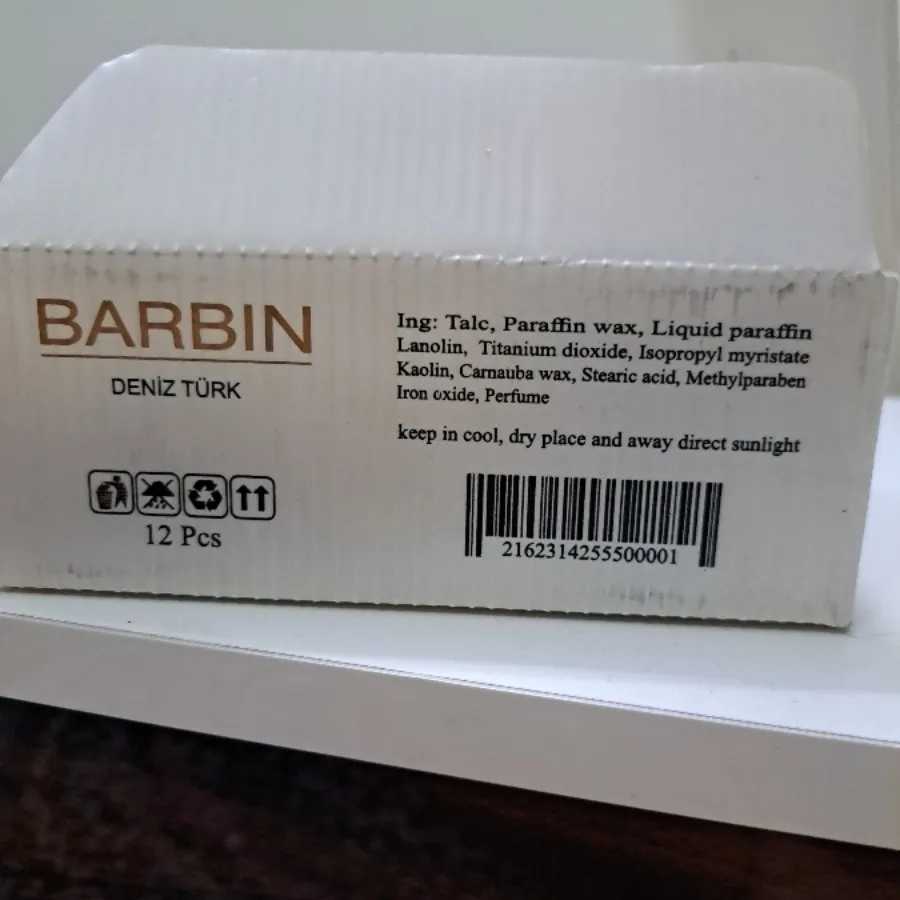 BARBIN
DENİZ TÜRK
12 Pcs
Ing: Talc, Paraffin wax, Liquid paraffin
Lanolin, Titanium dioxide, Isopropyl myristate
Kaolin, Carnauba wax, Stearic acid, Methylparaben
Iron oxide, Perfume
keep in cool, dry place and away direct sunlight
2162314255500001